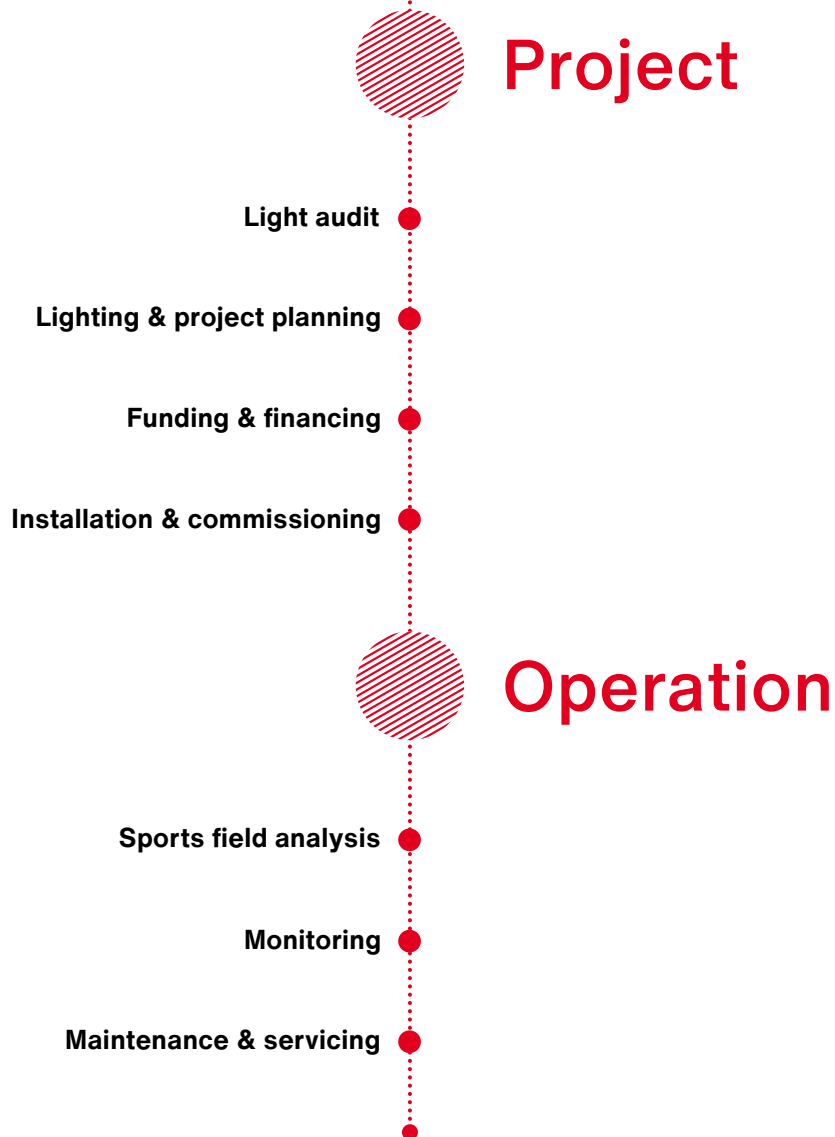 Project
Light audit
Lighting & project planning
Funding & financing
Installation & commissioning
Operation
Sports field analysis
Monitoring
Maintenance & servicing